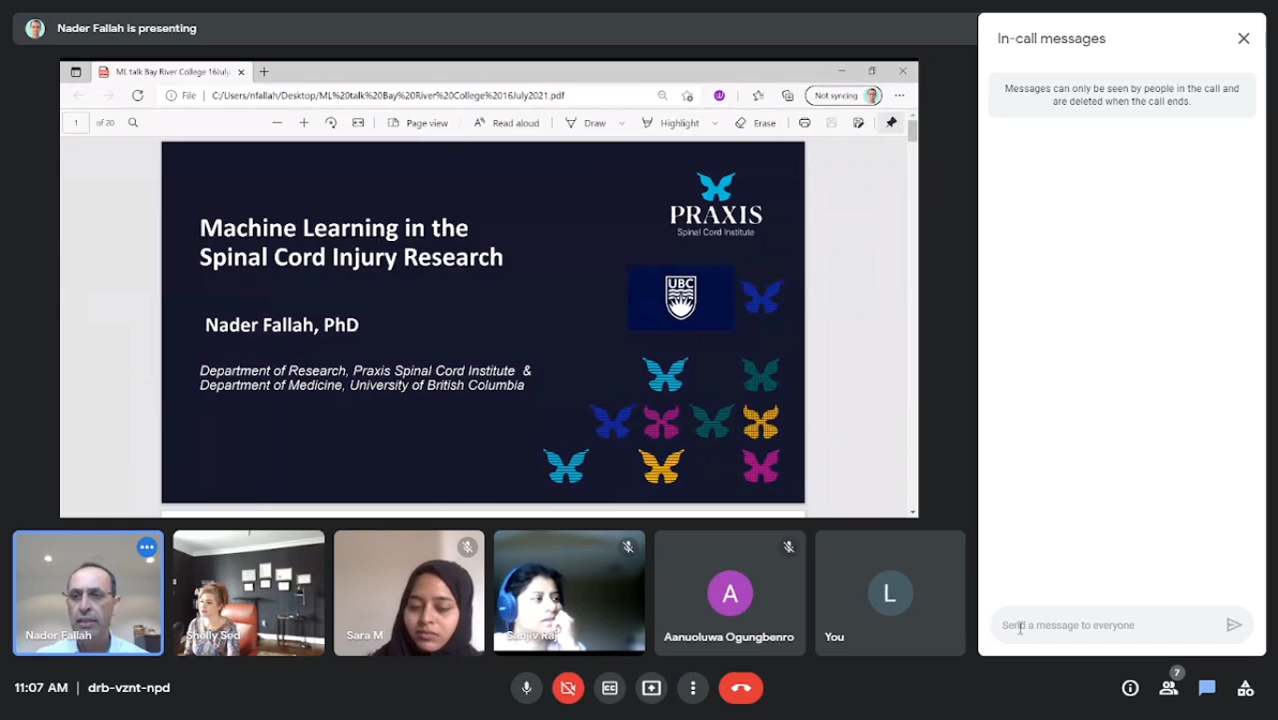 Nader Fallah is presenting
ML talk Bay River College 16July
File
C:/Users/nfallah/Desktop/ML%20talk%20Bay%20River%20College%2016July2021.pdf
Not syncing
1 of 20
Page view
Read aloud
Draw
Highlight
Erase
Machine Learning in the
Spinal Cord Injury Research
Nader Fallah, PhD
Department of Research, Praxis Spinal Cord Institute &
Department of Medicine, University of British Columbia
PRAXIS
Spinal Cord Institute
UBC
Nader Fallah
Shelly Sed
Sara M
Sadjiv Raj
A
Aanuoluwa Ogungbenro
L
You
11:07 AM | drb-vznt-npd
CC
7
In-call messages
Messages can only be seen by people in the call and
are deleted when the call ends.
Send a message to everyone